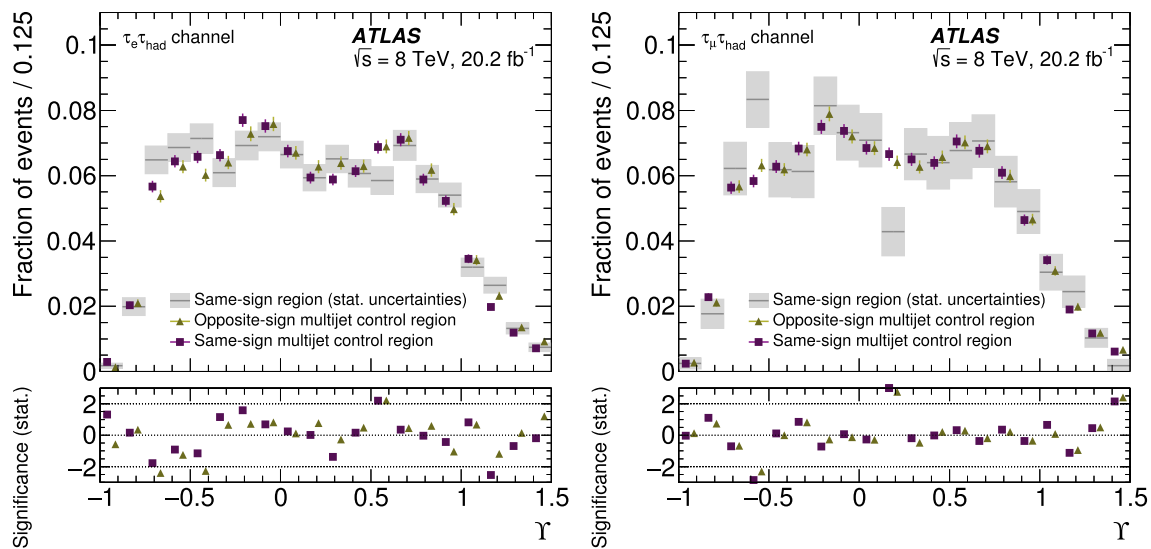 Fraction of events / 0.125
0.1
0.08
0.06
0.04
0.02
0
τeτhad channel
ATLAS
√s = 8 TeV, 20.2 fb-1
Same-sign region (stat. uncertainties)
Opposite-sign multijet control region
Same-sign multijet control region
Significance (stat.)
2
0
−2
−1 −0.5 0 0.5 1 1.5
ϒ
Fraction of events / 0.125
0.1
0.08
0.06
0.04
0.02
0
τμτhad channel
ATLAS
√s = 8 TeV, 20.2 fb-1
Same-sign region (stat. uncertainties)
Opposite-sign multijet control region
Same-sign multijet control region
Significance (stat.)
2
0
−2
−1 −0.5 0 0.5 1 1.5
ϒ